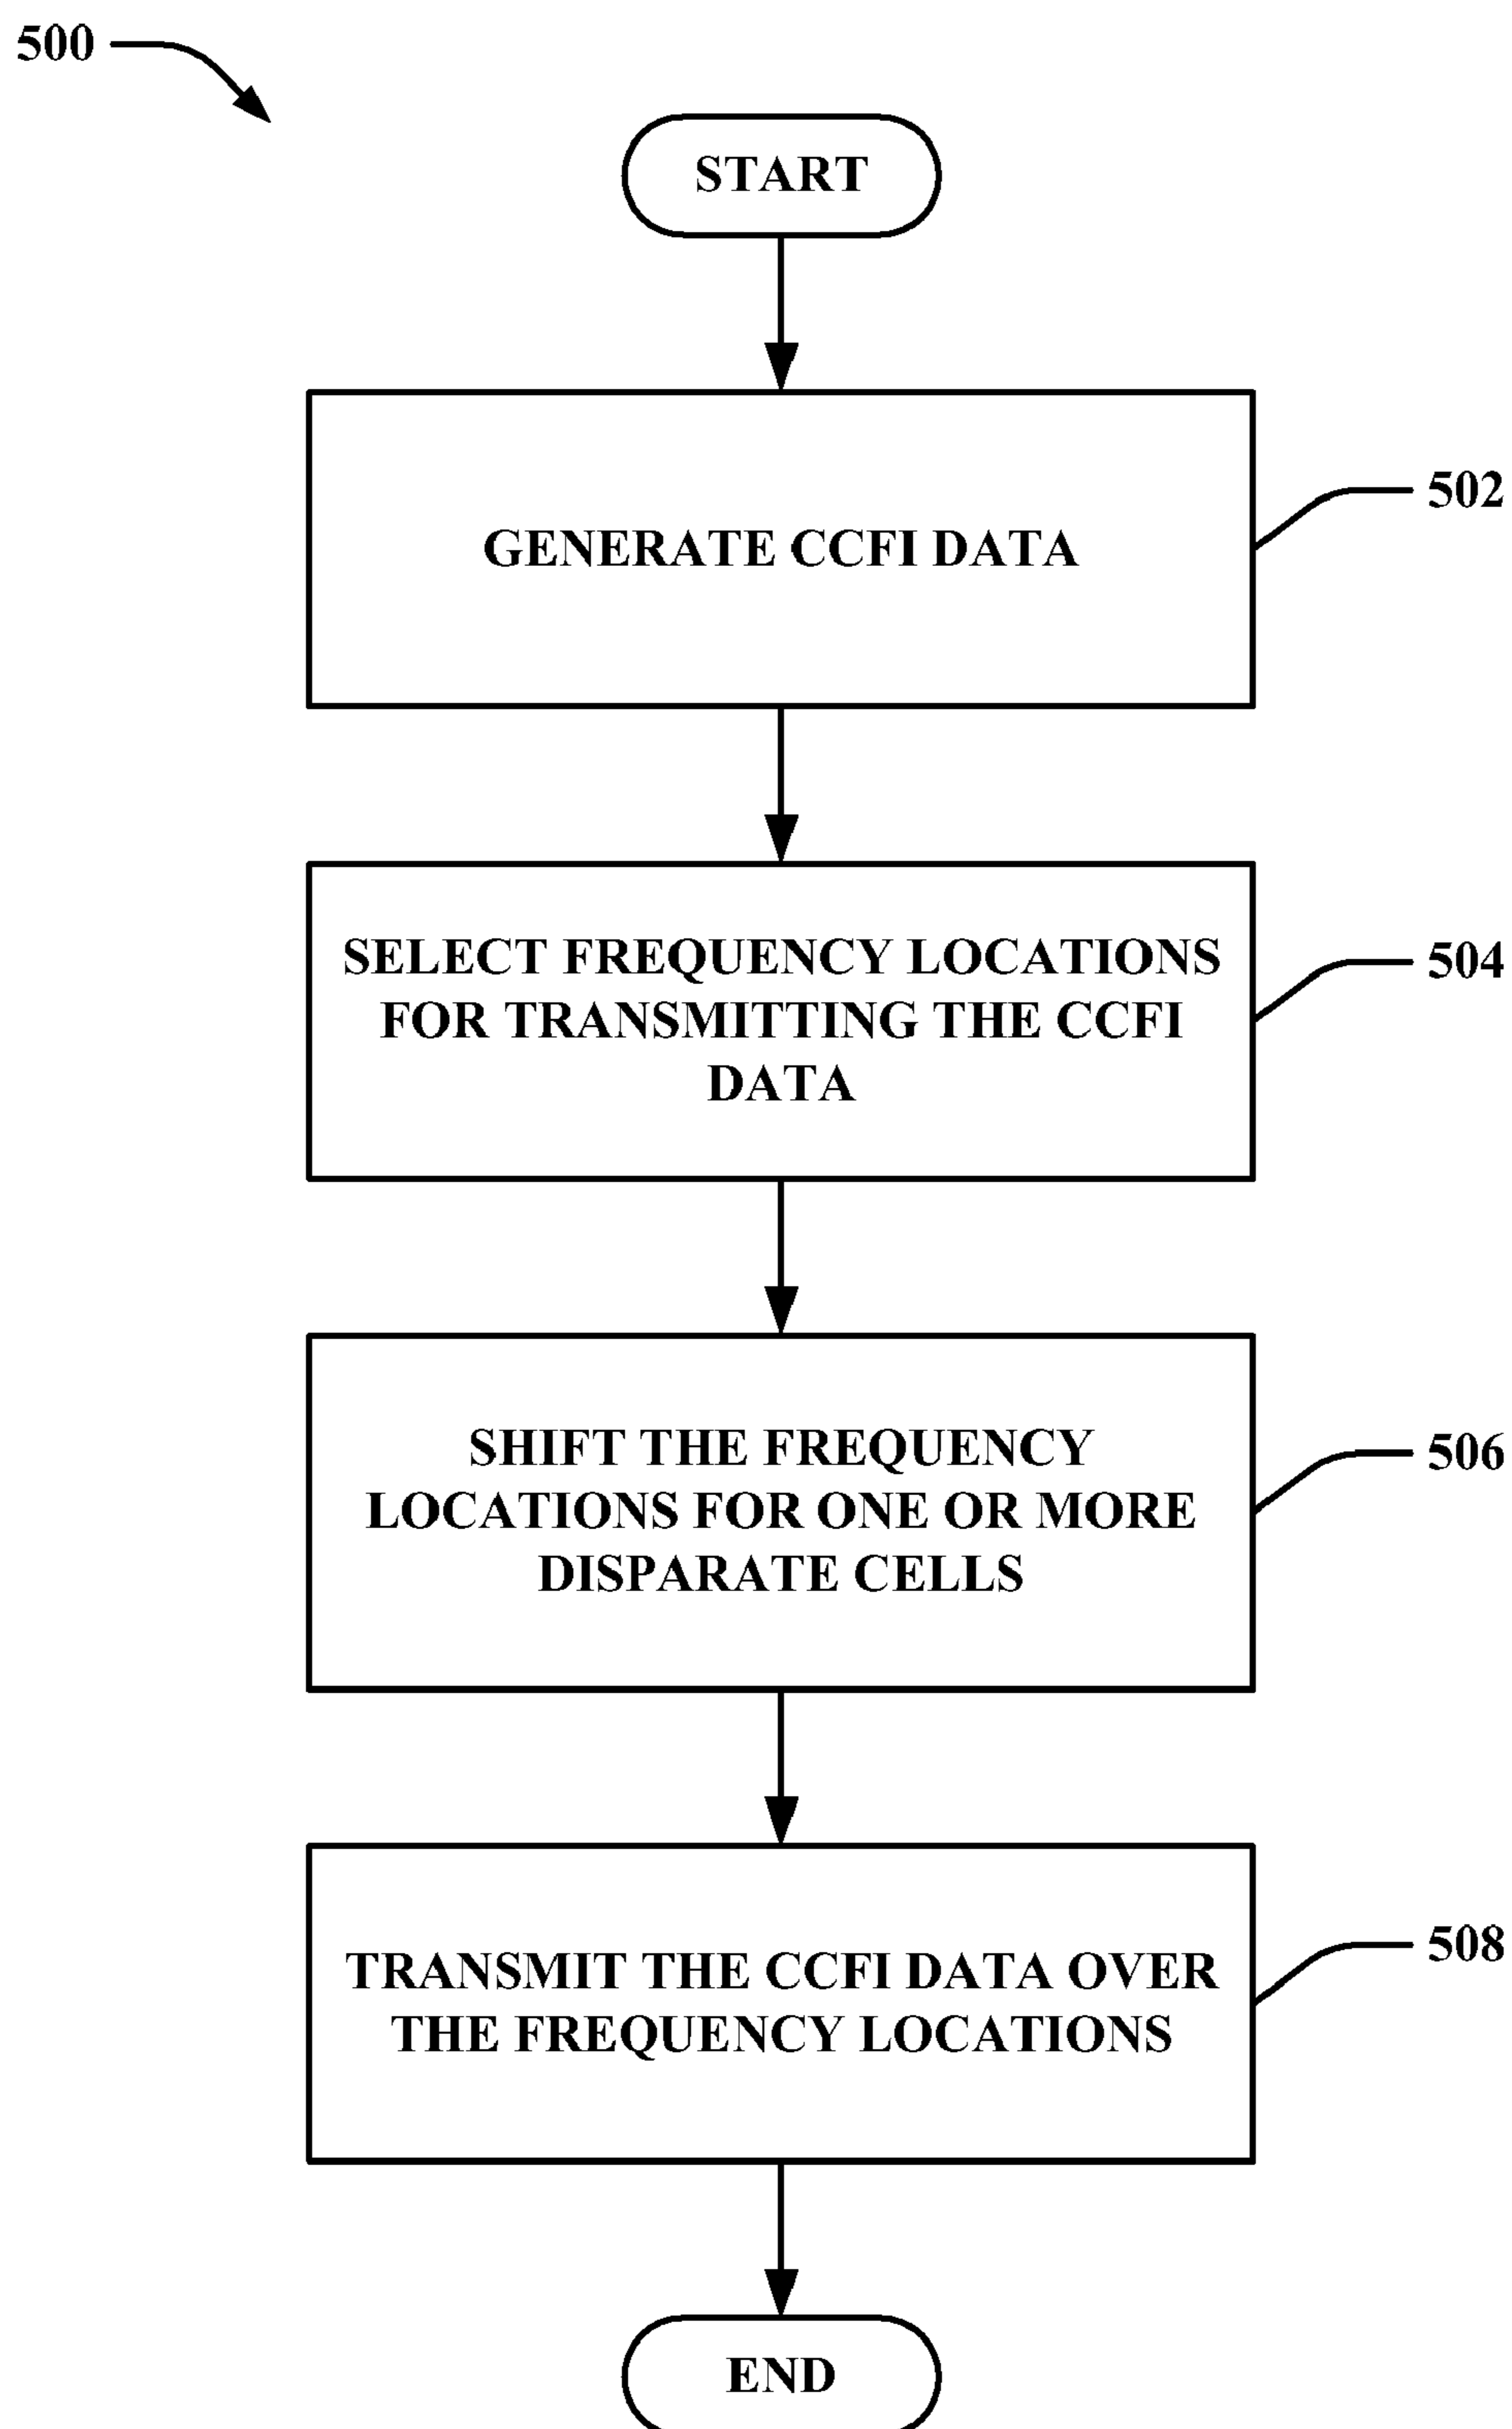 500
START
GENERATE CCFI DATA
502
SELECT FREQUENCY LOCATIONS
FOR TRANSMITTING THE CCFI
DATA
504
SHIFT THE FREQUENCY
LOCATIONS FOR ONE OR MORE
DISPARATE CELLS
506
TRANSMIT THE CCFI DATA OVER
THE FREQUENCY LOCATIONS
508
END